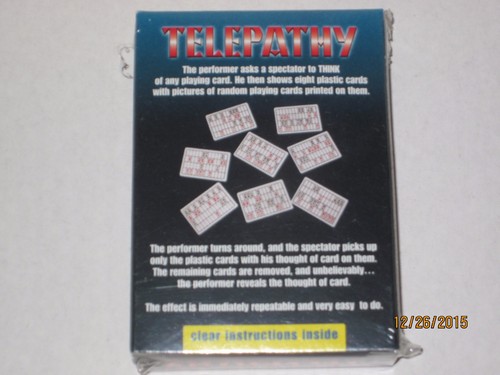 TELEPATHY
The performer asks a spectator to THINK
of any playing card. He then shows eight plastic cards
with pictures of random playing cards printed on them.
The performer turns around, and the spectator picks up
only the plastic cards with his thought of card on them.
The remaining cards are removed, and unbelievably...
the performer reveals the thought of card.
The effect is immediately repeatable and very easy to do.
clear instructions inside
12/26/2015